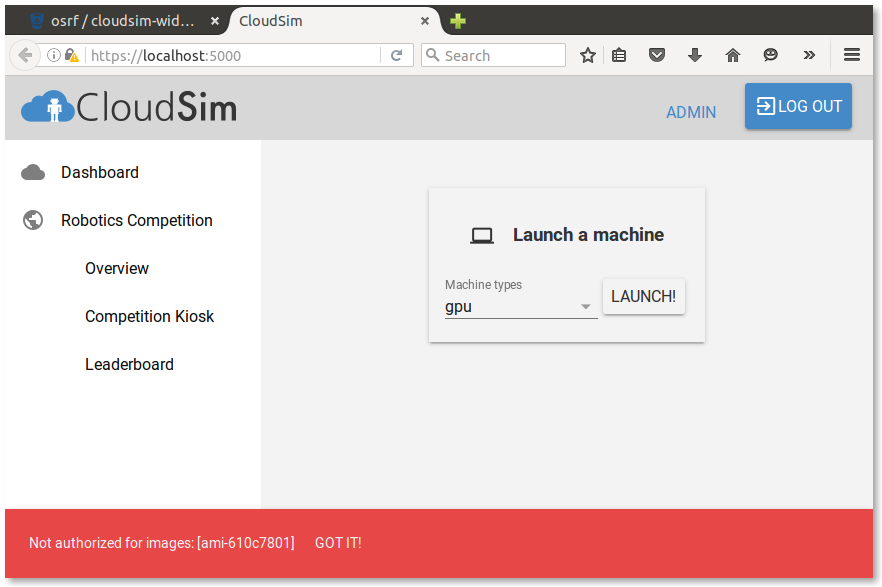 osrf / cloudsim-wid...
CloudSim
https://localhost:5000
Search
CloudSim
ADMIN
LOG OUT
Dashboard
Robotics Competition
Overview
Competition Kiosk
Leaderboard
Launch a machine
Machine types
gpu
LAUNCH!
Not authorized for images: [ami-610c7801]
GOT IT!